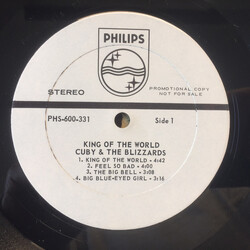 PHILIPS
STEREO
PROMOTIONAL COPY
NOT FOR SALE
PHS-600-331
Side 1
KING OF THE WORLD
CUBY & THE BLIZZARDS
1. KING OF THE WORLD • 6:42
2. FEEL SO BAD • 4:00
3. THE BIG BELL • 3:08
4. BIG BLUE-EYED GIRL • 3:16